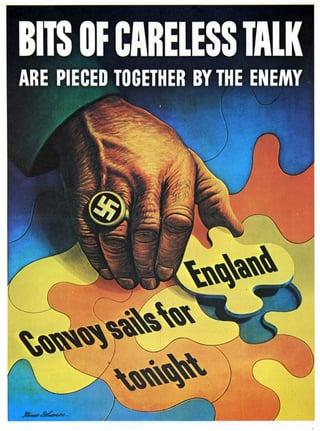 BITS OF CARELESS TALK
ARE PIECED TOGETHER BY THE ENEMY
Convoy sails for England
tonight